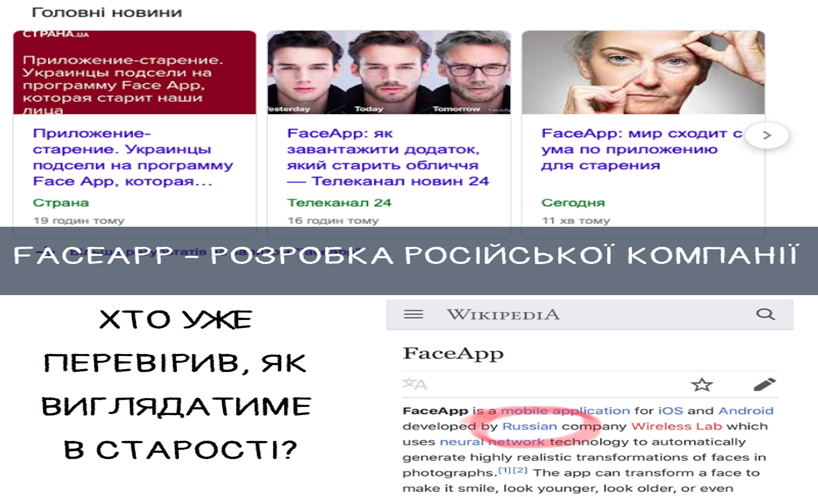 Головні новини
СТРАНА.UA
Приложение-старение.
Украинцы подсели на
программу Face App,
которая старит наши
лица
Yesterday Today Tomorrow
Приложение-
старение. Украинцы
подсели на программу
Face App, которая...
Страна
19 годин тому
FaceApp: як
завантажити додаток,
який старить обличчя
— Телеканал новин 24
Телеканал 24
16 годин тому
FaceApp: мир сходит с
ума по приложению
для старения
Сегодня
11 хв тому
FACEAPP - РОЗРОБКА РОСІЙСЬКОЇ КОМПАНІЇ
ХТО УЖЕ
ПЕРЕВІРИВ, ЯК
ВИГЛЯДАТИМЕ
В СТАРОСТІ?
WIKIPEDIA
FaceApp
FaceApp is a mobile application for iOS and Android
developed by Russian company Wireless Lab which
uses neural network technology to automatically
generate highly realistic transformations of faces in
photographs.[1][2] The app can transform a face to
make it smile, look younger, look older, or even